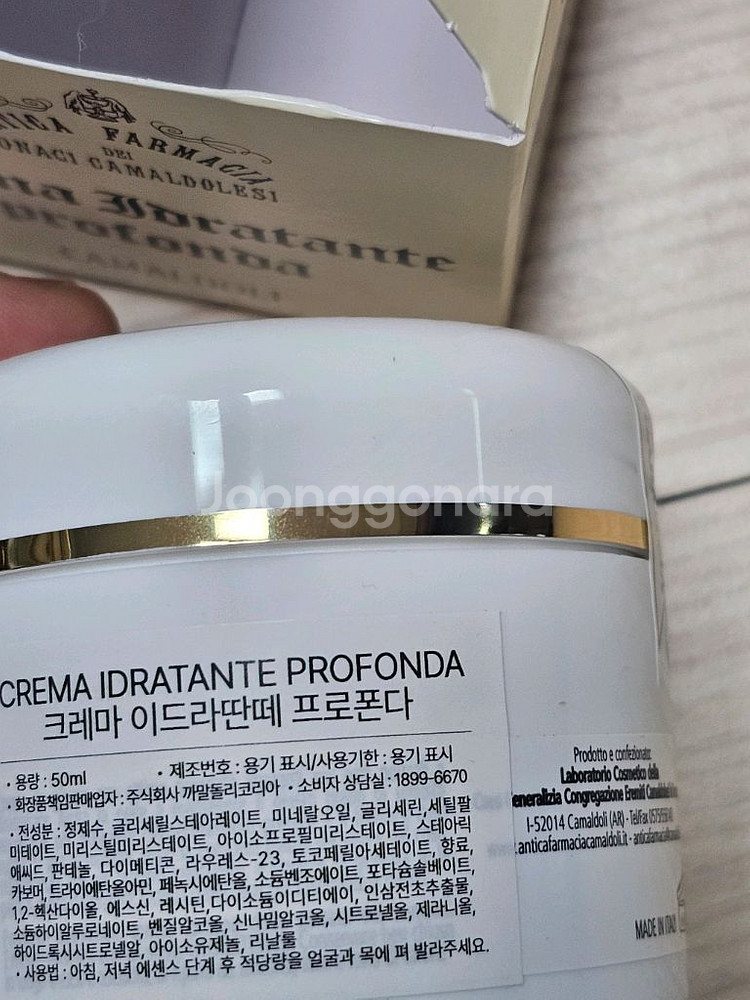 FARMACIA
DEI
CAMALDOLESI
Idratante
profonda
CAMALDOLI
Joonggonara
CREMA IDRATANTE PROFONDA
크레마 이드라딴떼 프로폰다
· 용량 : 50ml · 제조번호 : 용기 표시/사용기한 : 용기 표시
· 화장품책임판매업자 : 주식회사 까말돌리코리아 · 소비자 상담실 : 1899-6670
· 전성분 : 정제수, 글리세릴스테아레이트, 미네랄오일, 글리세린, 세틸팔
미테이트, 미리스틸미리스테이트, 아이소프로필미리스테이트, 스테아릭
애씨드, 판테놀, 다이메티콘, 라우레스-23, 토코페릴아세테이트, 향료,
카보머, 트라이에탄올아민, 페녹시에탄올, 소듐벤조에이트, 포타슘솔베이트,
1,2-헥산다이올, 에스신, 레시틴, 다이소듐이디티에이, 인삼전초추출물,
소듐하이알루로네이트, 벤질알코올, 신나밀알코올, 시트로넬올, 제라니올,
하이드록시시트로넬알, 아이소유제놀, 리날룰
· 사용법 : 아침, 저녁 에센스 단계 후 적당량을 얼굴과 목에 펴 발라주세요.
Prodotto e confezionato:
Laboratorio Cosmetico della
Generalizia Congregazione Eremiti
I-52014 Camaldoli (AR) - Tel/Fax
.anticafarmaciacamaldoli.it -
MADE IN ITALY